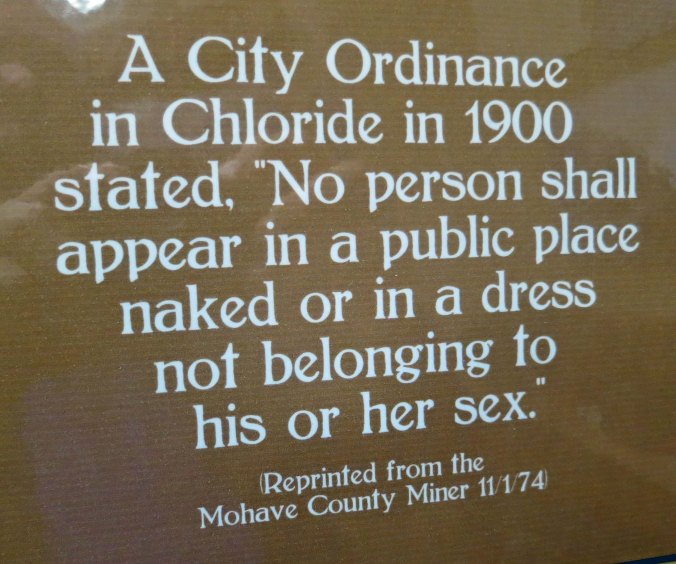 A City Ordinance
in Chloride in 1900
stated, "No person shall
appear in a public place
naked or in a dress
not belonging to
his or her sex."
(Reprinted from the
Mohave County Miner 11/1/74)